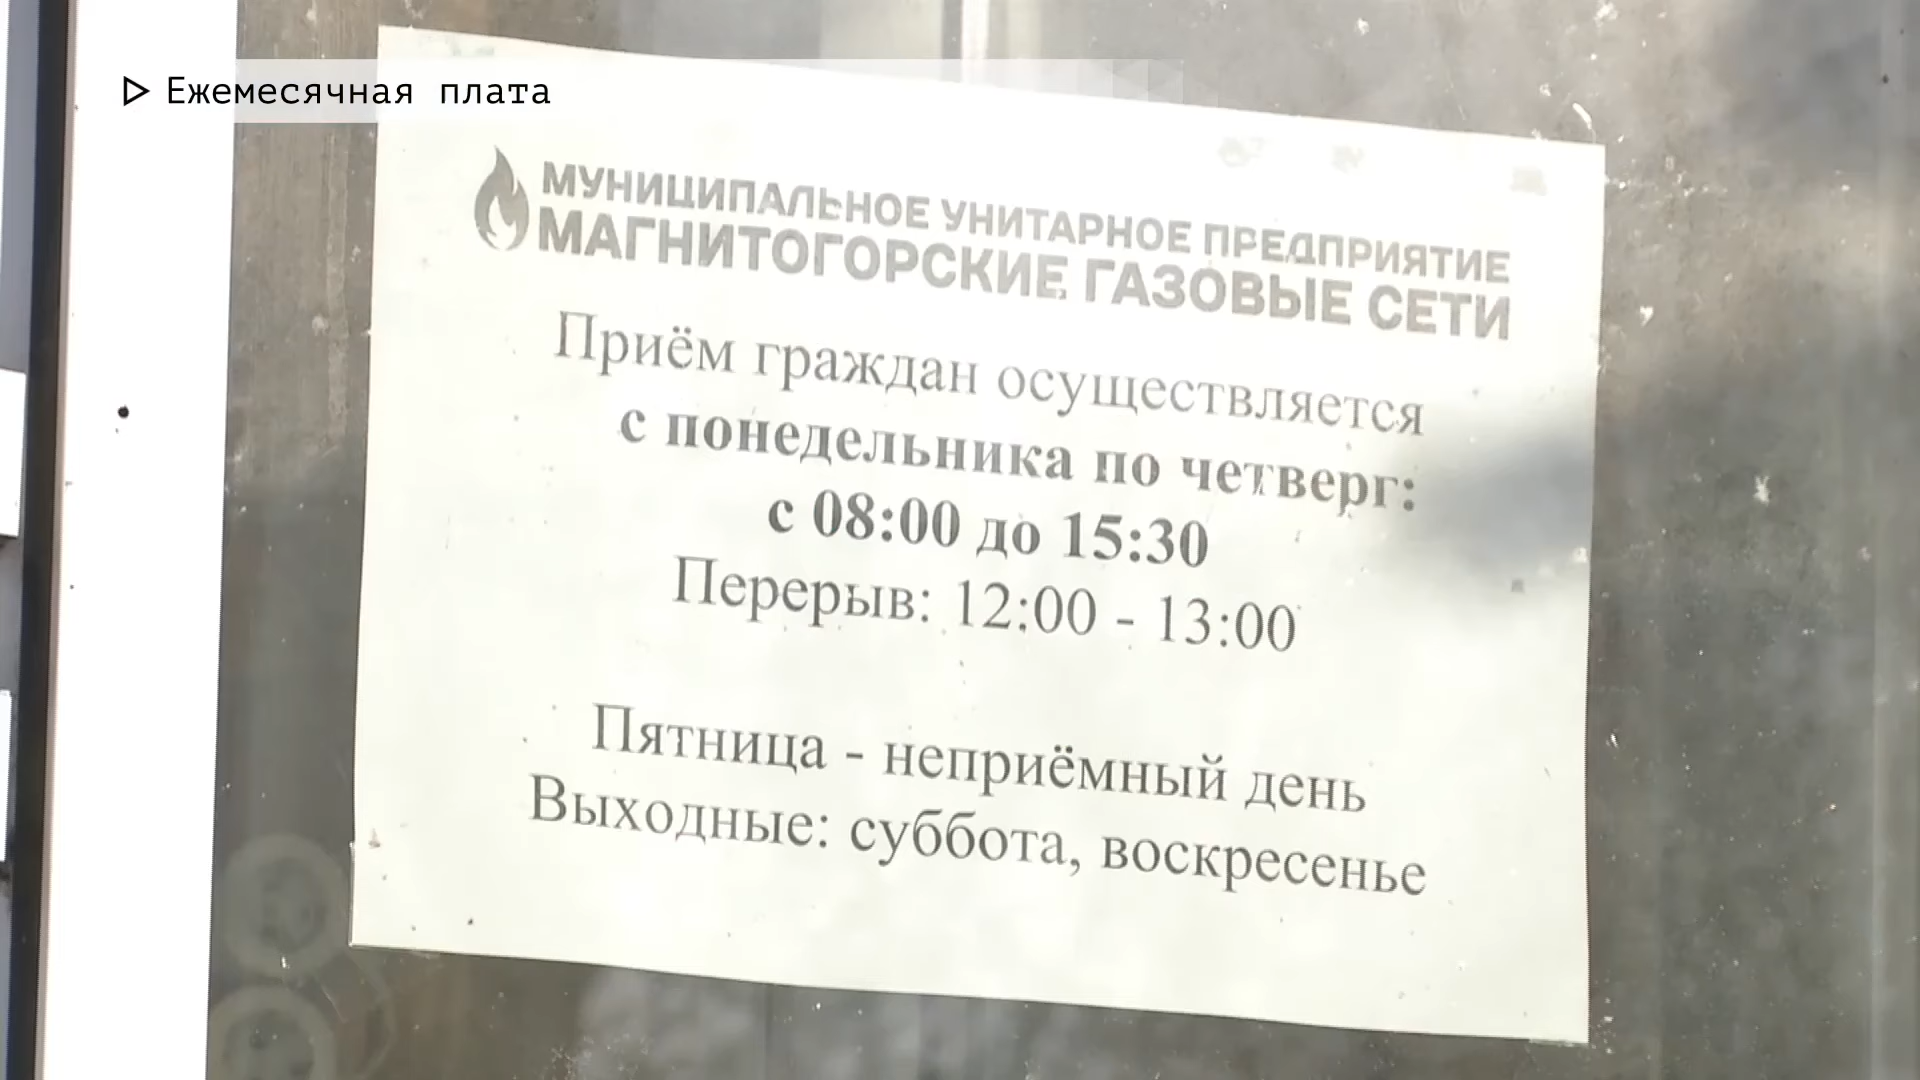 Ежемесячная плата
МУНИЦИПАЛЬНОЕ УНИТАРНОЕ ПРЕДПРИЯТИЕ
МАГНИТОГОРСКИЕ ГАЗОВЫЕ СЕТИ
Приём граждан осуществляется
с понедельника по четверг:
с 08:00 до 15:30
Перерыв: 12:00 - 13:00
Пятница - неприёмный день
Выходные: суббота, воскресенье